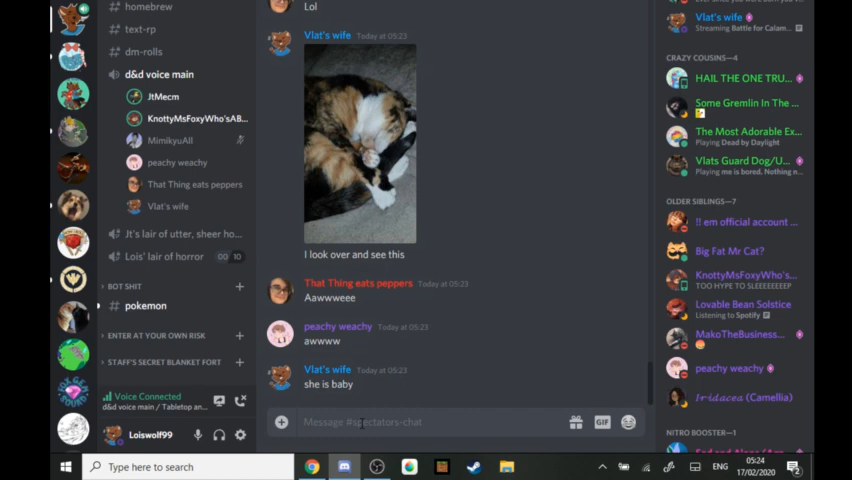 homebrew
text-rp
dm-rolls
d&d voice main
JtMecm
KnottyMsFoxyWho'sAB...
MimikyuAll
peachy weachy
That Thing eats peppers
Vlat's wife
Jt's lair of utter, sheer ho...
Lois' lair of horror 00 10
BOT SHIT
pokemon
ENTER AT YOUR OWN RISK
STAFF'S SECRET BLANKET FORT
Voice Connected
d&d voice main / Tabletop an...
Loiswolf99
Lol
Vlat's wife Today at 05:23
I look over and see this
That Thing eats peppers Today at 05:23
Aawwweee
peachy weachy Today at 05:23
awwww
Vlat's wife Today at 05:23
she is baby
Message #spectators-chat
GIF
Vlat's wife
Streaming Battle for Calam...
CRAZY COUSINS—4
HAIL THE ONE TRU...
Some Gremlin In The ...
The Most Adorable Ex...
Playing Dead by Daylight
Vlats Guard Dog/U...
Playing me is bored. Nothing n...
OLDER SIBLINGS—7
!! em official account ...
Big Fat Mr Cat?
KnottyMsFoxyWho's...
TOO HYPE TO SLEEEEEEEP
Lovable Bean Solstice
Listening to Spotify
MakoTheBusiness...
peachy weachy
Iridacea (Camellia)
NITRO BOOSTER—1
Type here to search
ENG
05:24
17/02/2020
2